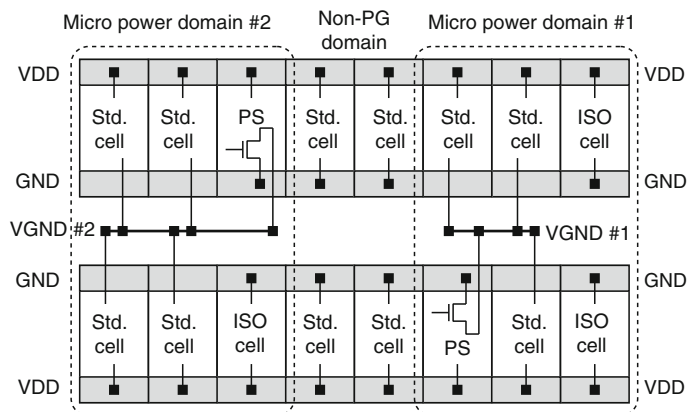 Micro power domain #2
Non-PG
domain
Micro power domain #1
VDD
VDD
Std.
cell
Std.
cell
PS
Std.
cell
Std.
cell
Std.
cell
Std.
cell
ISO
cell
GND
GND
VGND #2
VGND #1
GND
GND
Std.
cell
Std.
cell
ISO
cell
Std.
cell
Std.
cell
PS
Std.
cell
ISO
cell
VDD
VDD